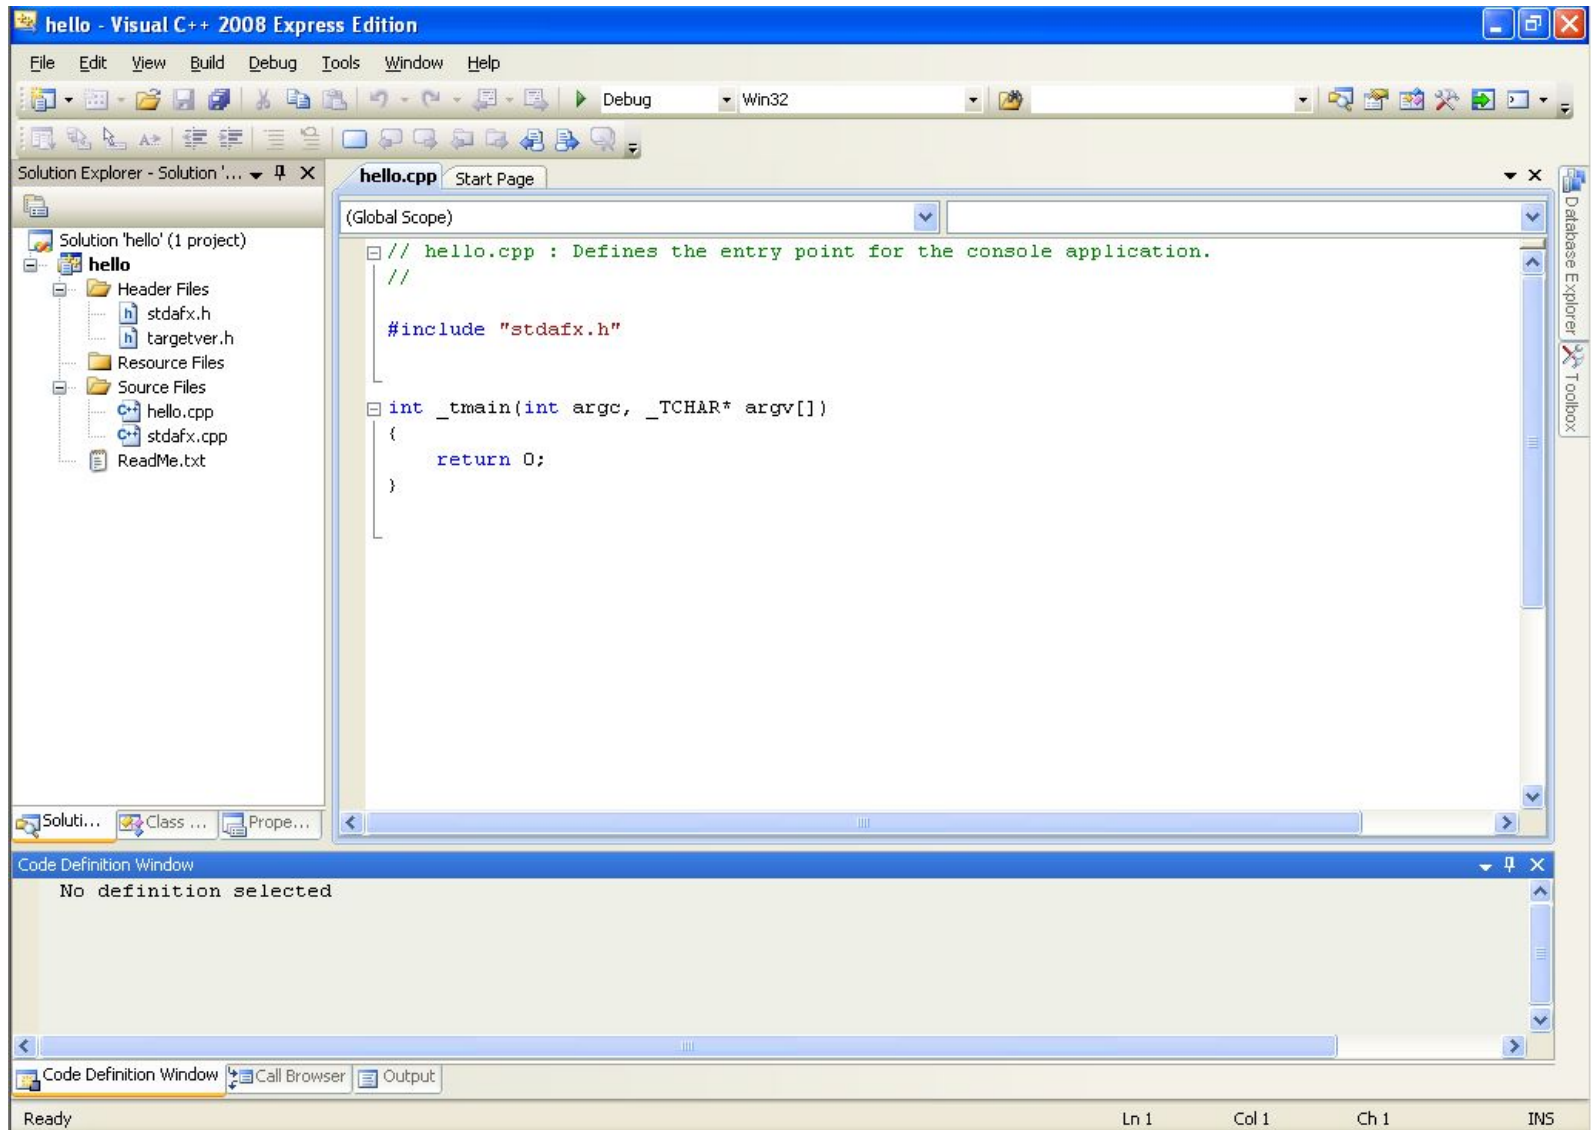 hello - Visual C++ 2008 Express Edition
File Edit View Build Debug Tools Window Help
Debug Win32
Solution Explorer - Solution '...
Solution 'hello' (1 project)
hello
Header Files
stdafx.h
targetver.h
Resource Files
Source Files
hello.cpp
stdafx.cpp
ReadMe.txt
Soluti... Class ... Prope...
hello.cpp Start Page
(Global Scope)
// hello.cpp : Defines the entry point for the console application.
//
#include "stdafx.h"
int _tmain(int argc, _TCHAR* argv[])
{
return 0;
}
Database Explorer
Toolbox
Code Definition Window
No definition selected
Code Definition Window Call Browser Output
Ready Ln 1 Col 1 Ch 1 INS